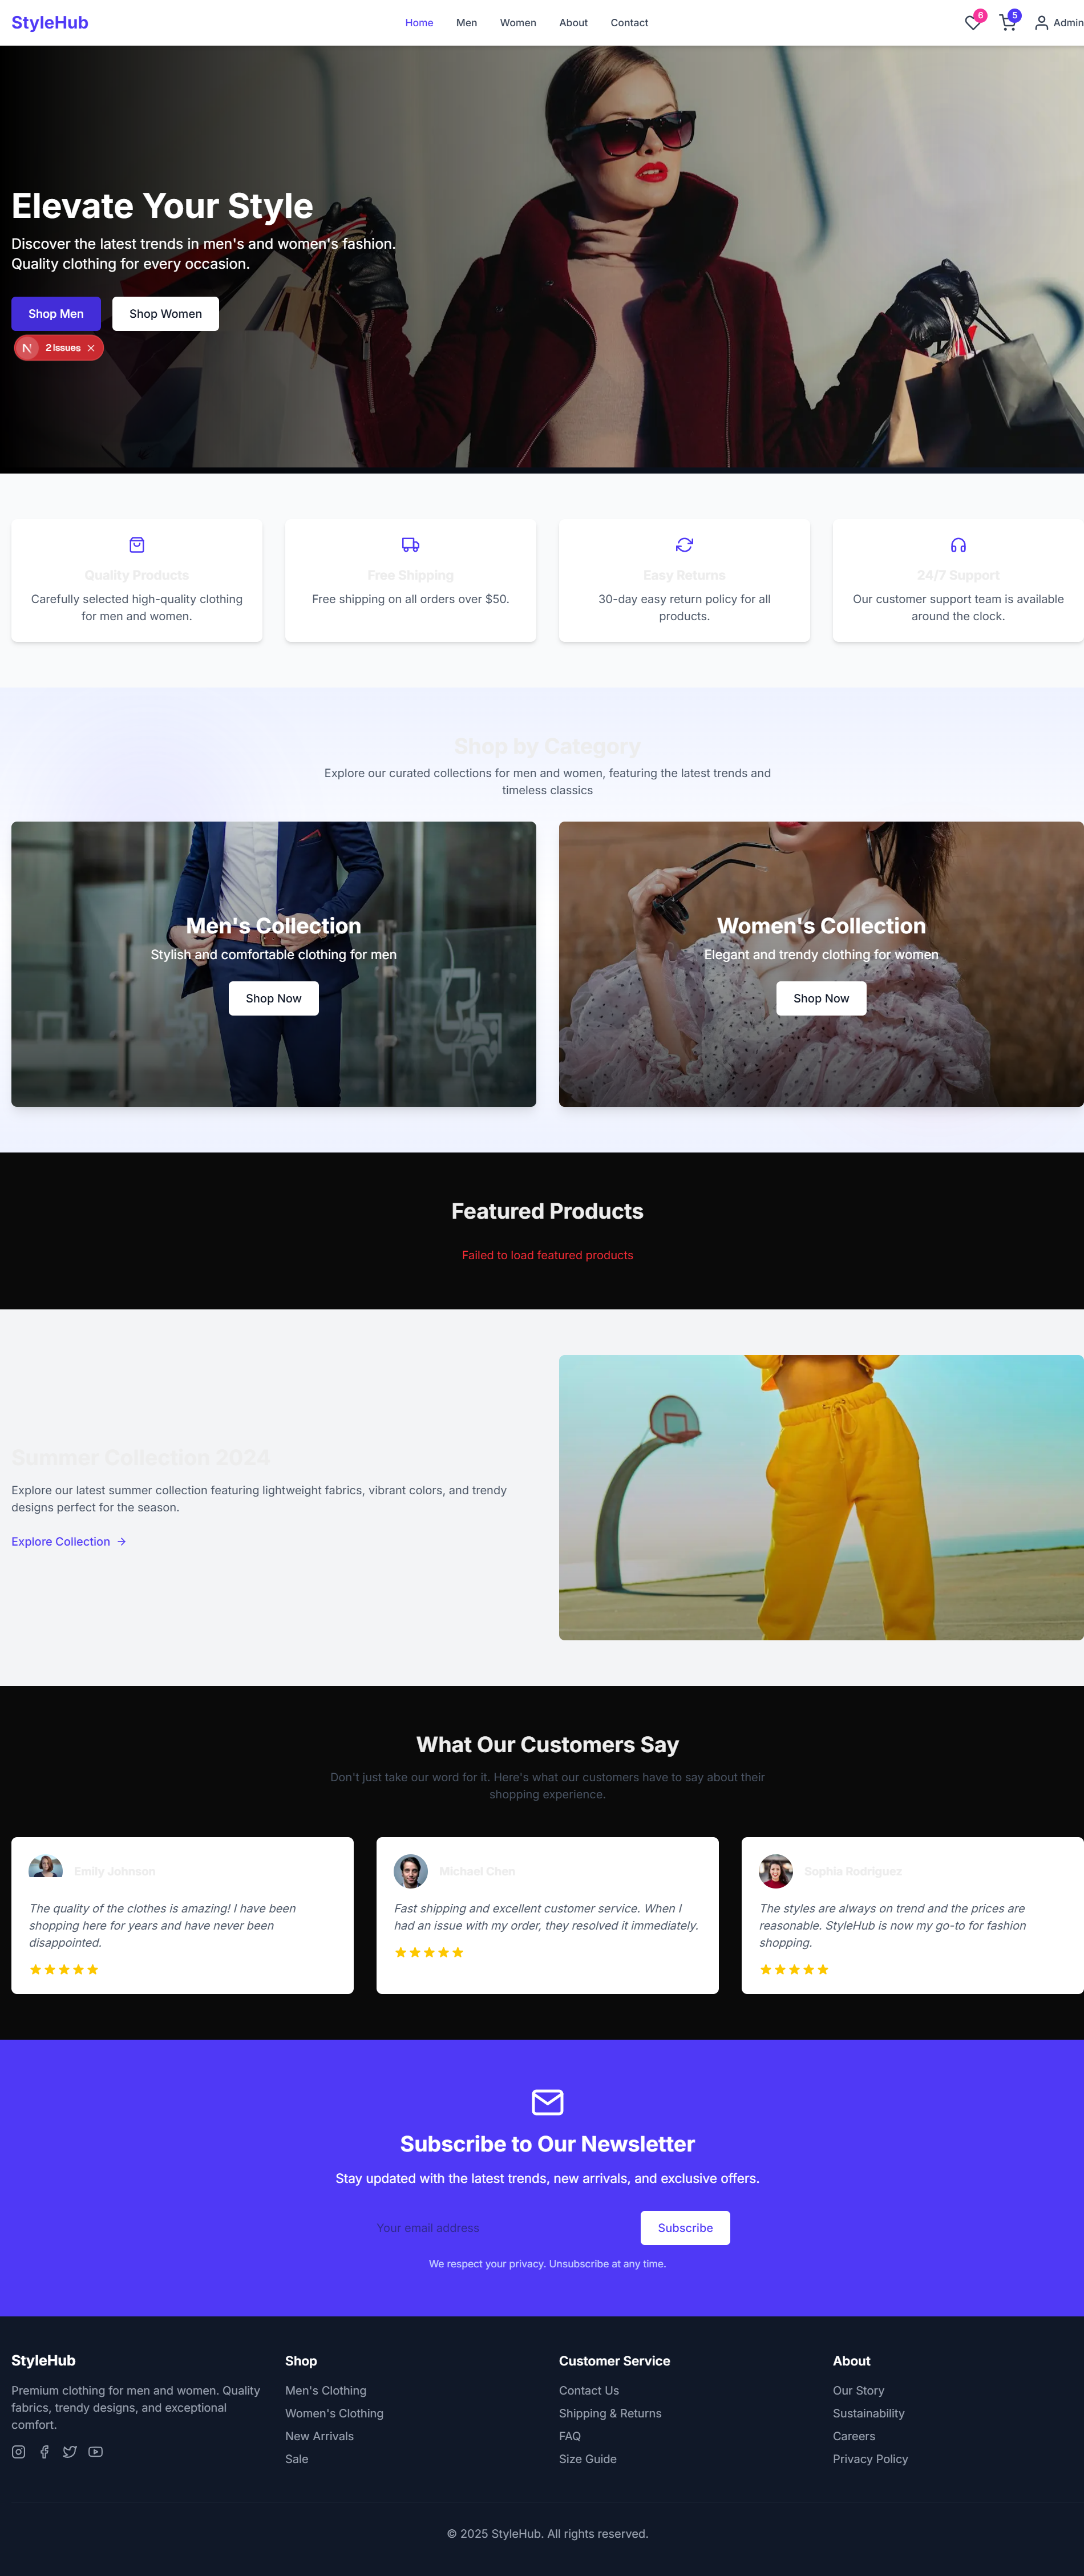 StyleHub
Home Men Women About Contact
6 5 Admin
Elevate Your Style
Discover the latest trends in men's and women's fashion.
Quality clothing for every occasion.
Shop Men Shop Women
N 2 Issues
Quality Products
Carefully selected high-quality clothing
for men and women.
Free Shipping
Free shipping on all orders over $50.
Easy Returns
30-day easy return policy for all
products.
24/7 Support
Our customer support team is available
around the clock.
Shop by Category
Explore our curated collections for men and women, featuring the latest trends and
timeless classics
Men's Collection
Stylish and comfortable clothing for men
Shop Now
Women's Collection
Elegant and trendy clothing for women
Shop Now
Featured Products
Failed to load featured products
Summer Collection 2024
Explore our latest summer collection featuring lightweight fabrics, vibrant colors, and trendy
designs perfect for the season.
Explore Collection
What Our Customers Say
Don't just take our word for it. Here's what our customers have to say about their
shopping experience.
Emily Johnson
The quality of the clothes is amazing! I have been
shopping here for years and have never been
disappointed.
Michael Chen
Fast shipping and excellent customer service. When I
had an issue with my order, they resolved it immediately.
Sophia Rodriguez
The styles are always on trend and the prices are
reasonable. StyleHub is now my go-to for fashion
shopping.
Subscribe to Our Newsletter
Stay updated with the latest trends, new arrivals, and exclusive offers.
Your email address Subscribe
We respect your privacy. Unsubscribe at any time.
StyleHub
Premium clothing for men and women. Quality
fabrics, trendy designs, and exceptional
comfort.
Shop
Men's Clothing
Women's Clothing
New Arrivals
Sale
Customer Service
Contact Us
Shipping & Returns
FAQ
Size Guide
About
Our Story
Sustainability
Careers
Privacy Policy
© 2025 StyleHub. All rights reserved.